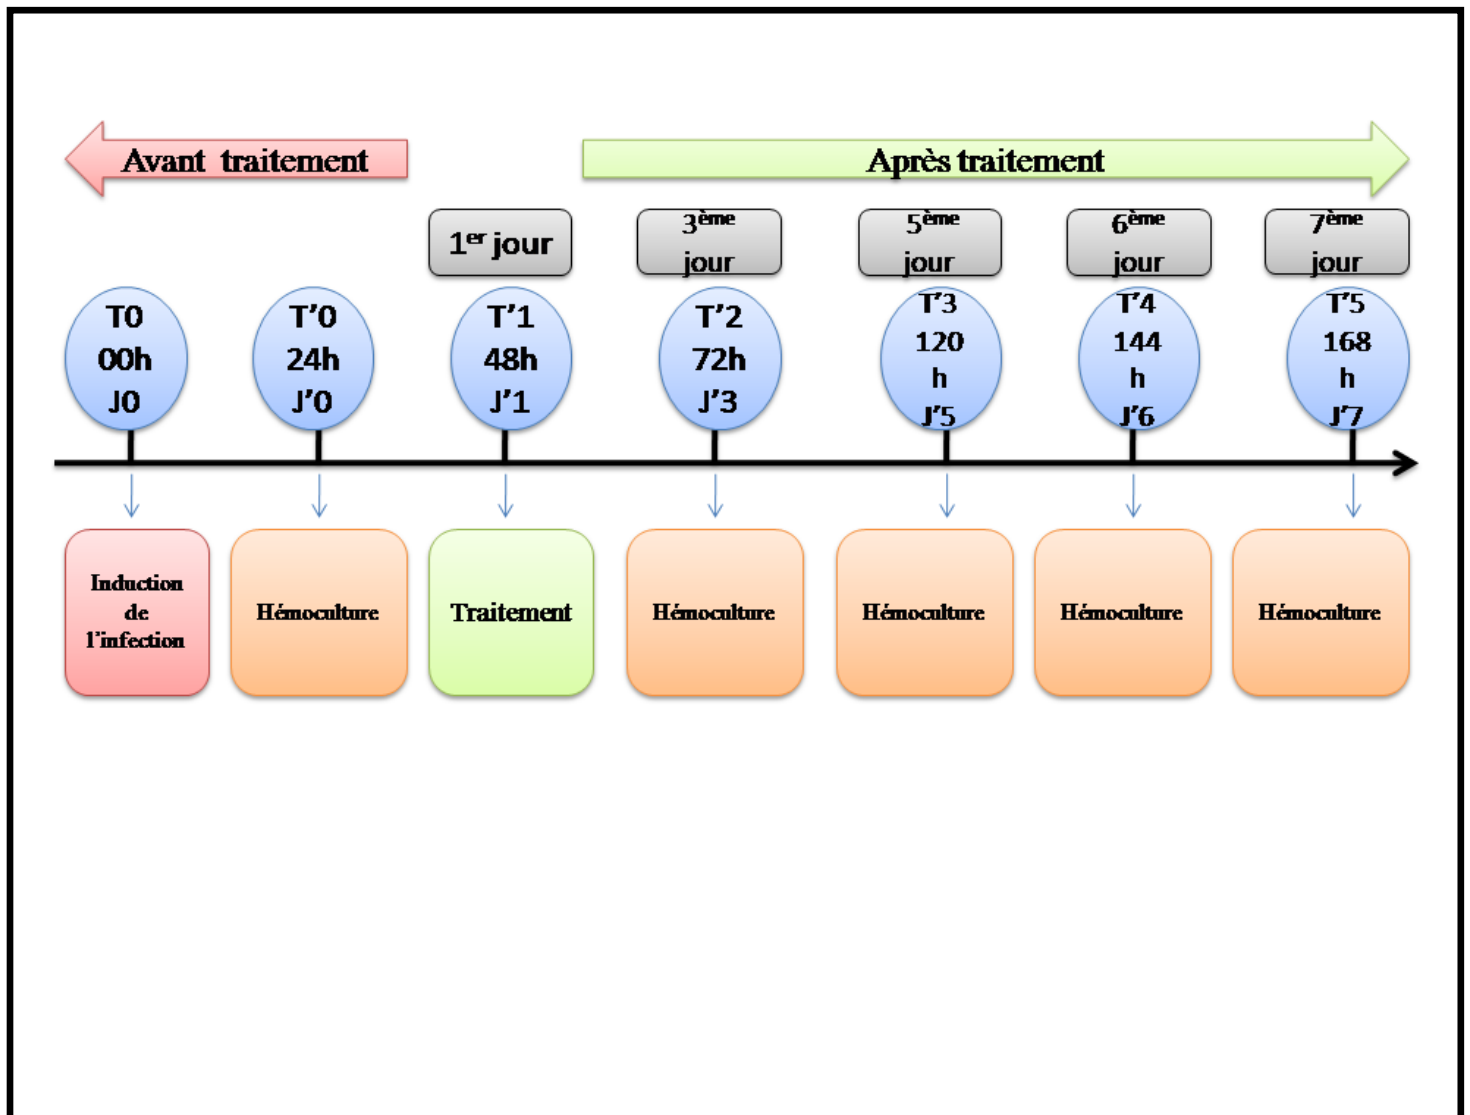 Avant traitement
Après traitement
1er jour
3ème
jour
5ème
jour
6ème
jour
7ème
jour
T0
00h
J0
T’0
24h
J’0
T’1
48h
J’1
T’2
72h
J’3
T’3
120
h
J’5
T’4
144
h
J’6
T’5
168
h
J’7
Induction
de
l’infection
Hémoculture
Traitement
Hémoculture
Hémoculture
Hémoculture
Hémoculture